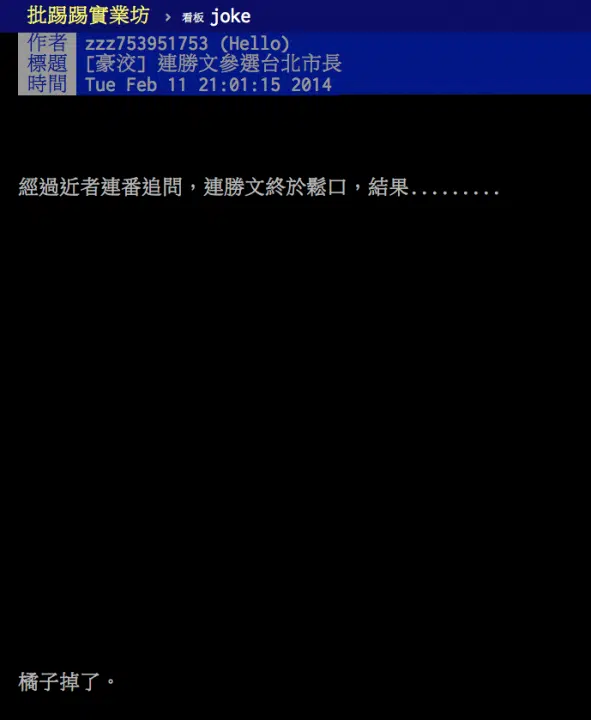 批踢踢實業坊 › 看板 joke
作者 zzz753951753 (Hello)
標題 [豪洨] 連勝文參選台北市長
時間 Tue Feb 11 21:01:15 2014
經過近者連番追問，連勝文終於鬆口，結果.........
橘子掉了。